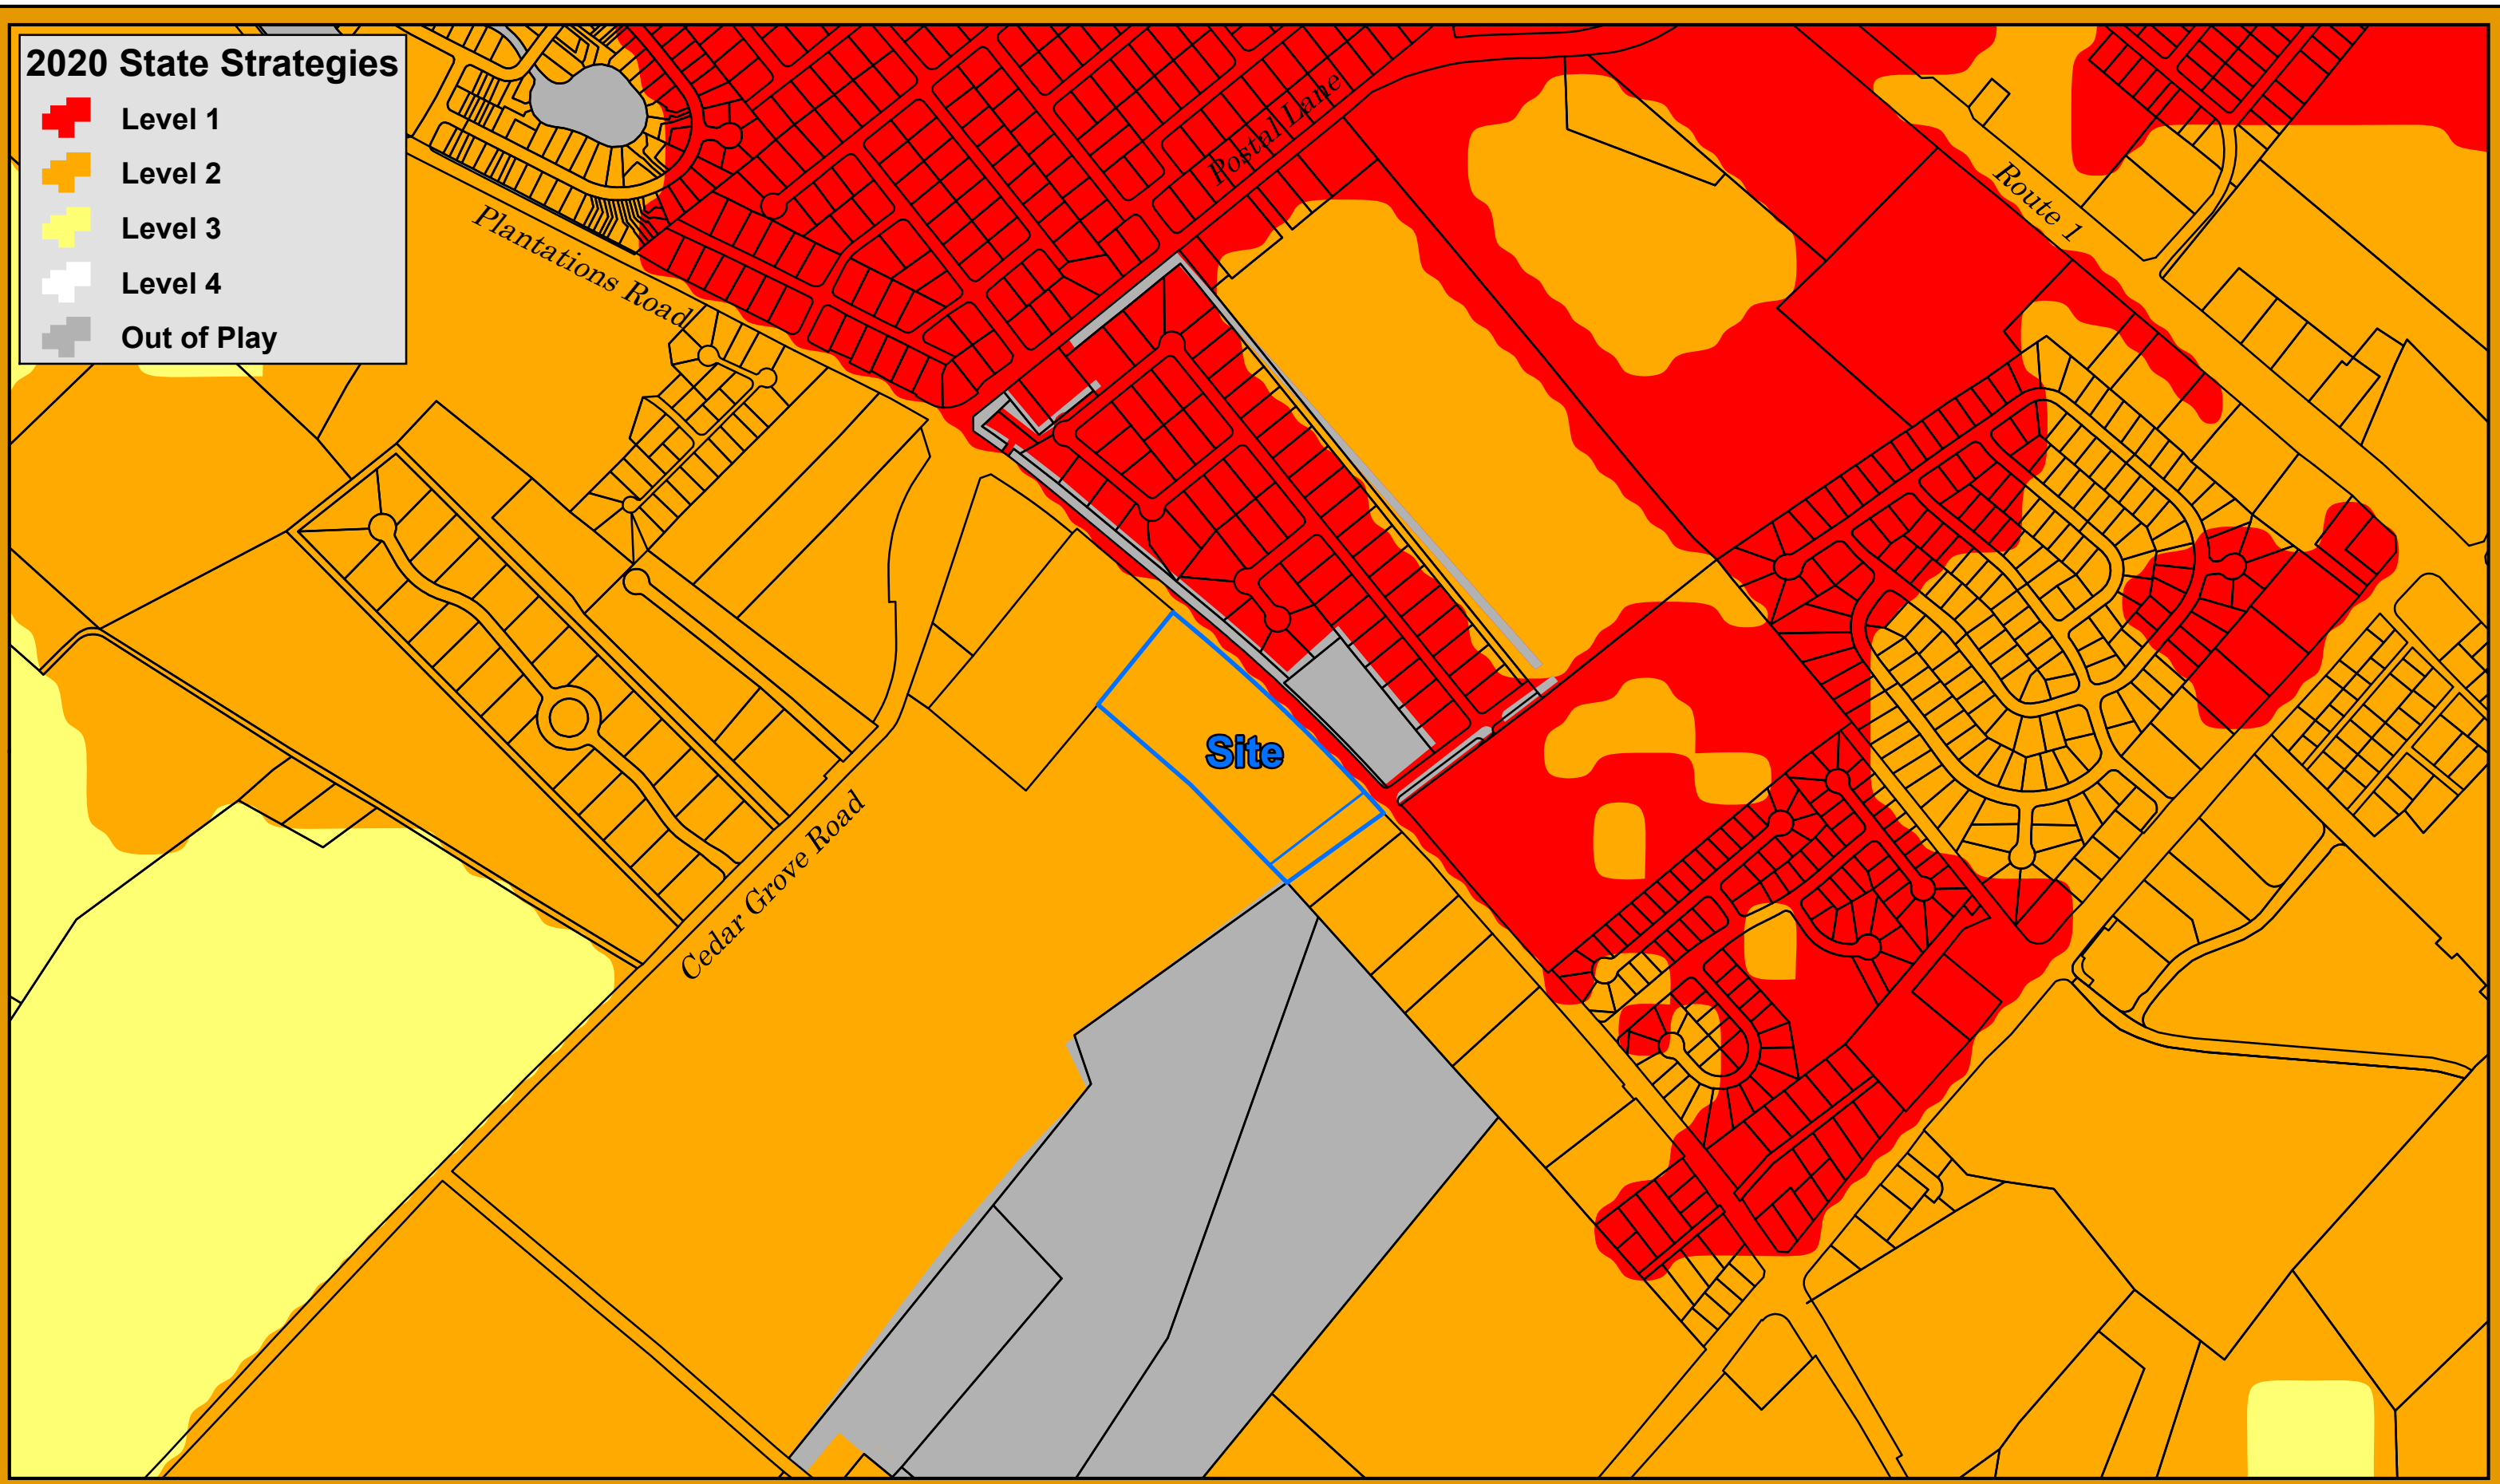 2020 State Strategies
Level 1
Level 2
Level 3
Level 4
Out of Play
Postal Lane
Route 1
Plantations Road
Site
Cedar Grove Road